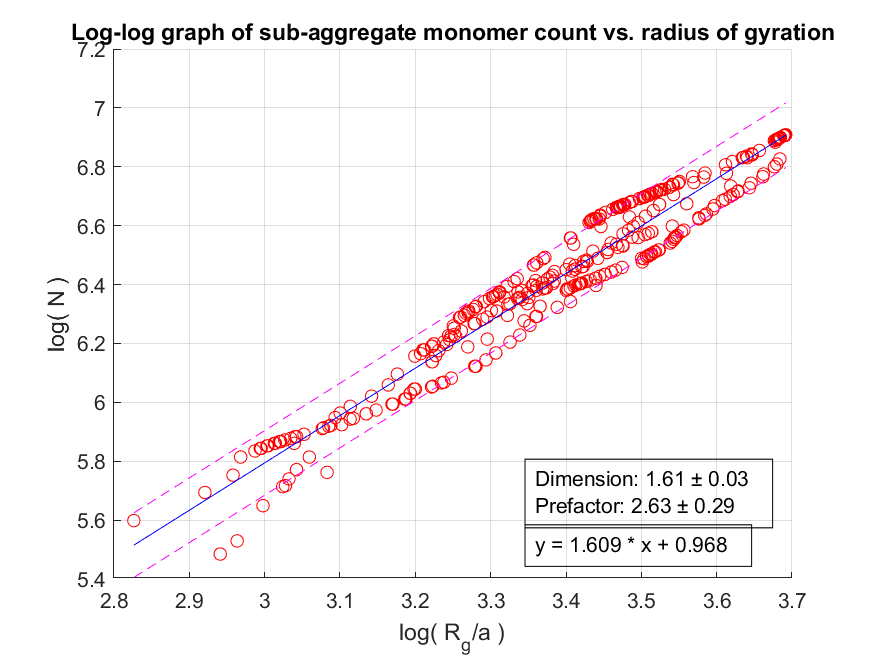 Log-log graph of sub-aggregate monomer count vs. radius of gyration
7.2
7
6.8
6.6
6.4
6.2
6
5.8
5.6
5.4
log( N )
Dimension: 1.61 ± 0.03
Prefactor: 2.63 ± 0.29
y = 1.609 * x + 0.968
2.8 2.9 3 3.1 3.2 3.3 3.4 3.5 3.6 3.7
log( R_g/a )